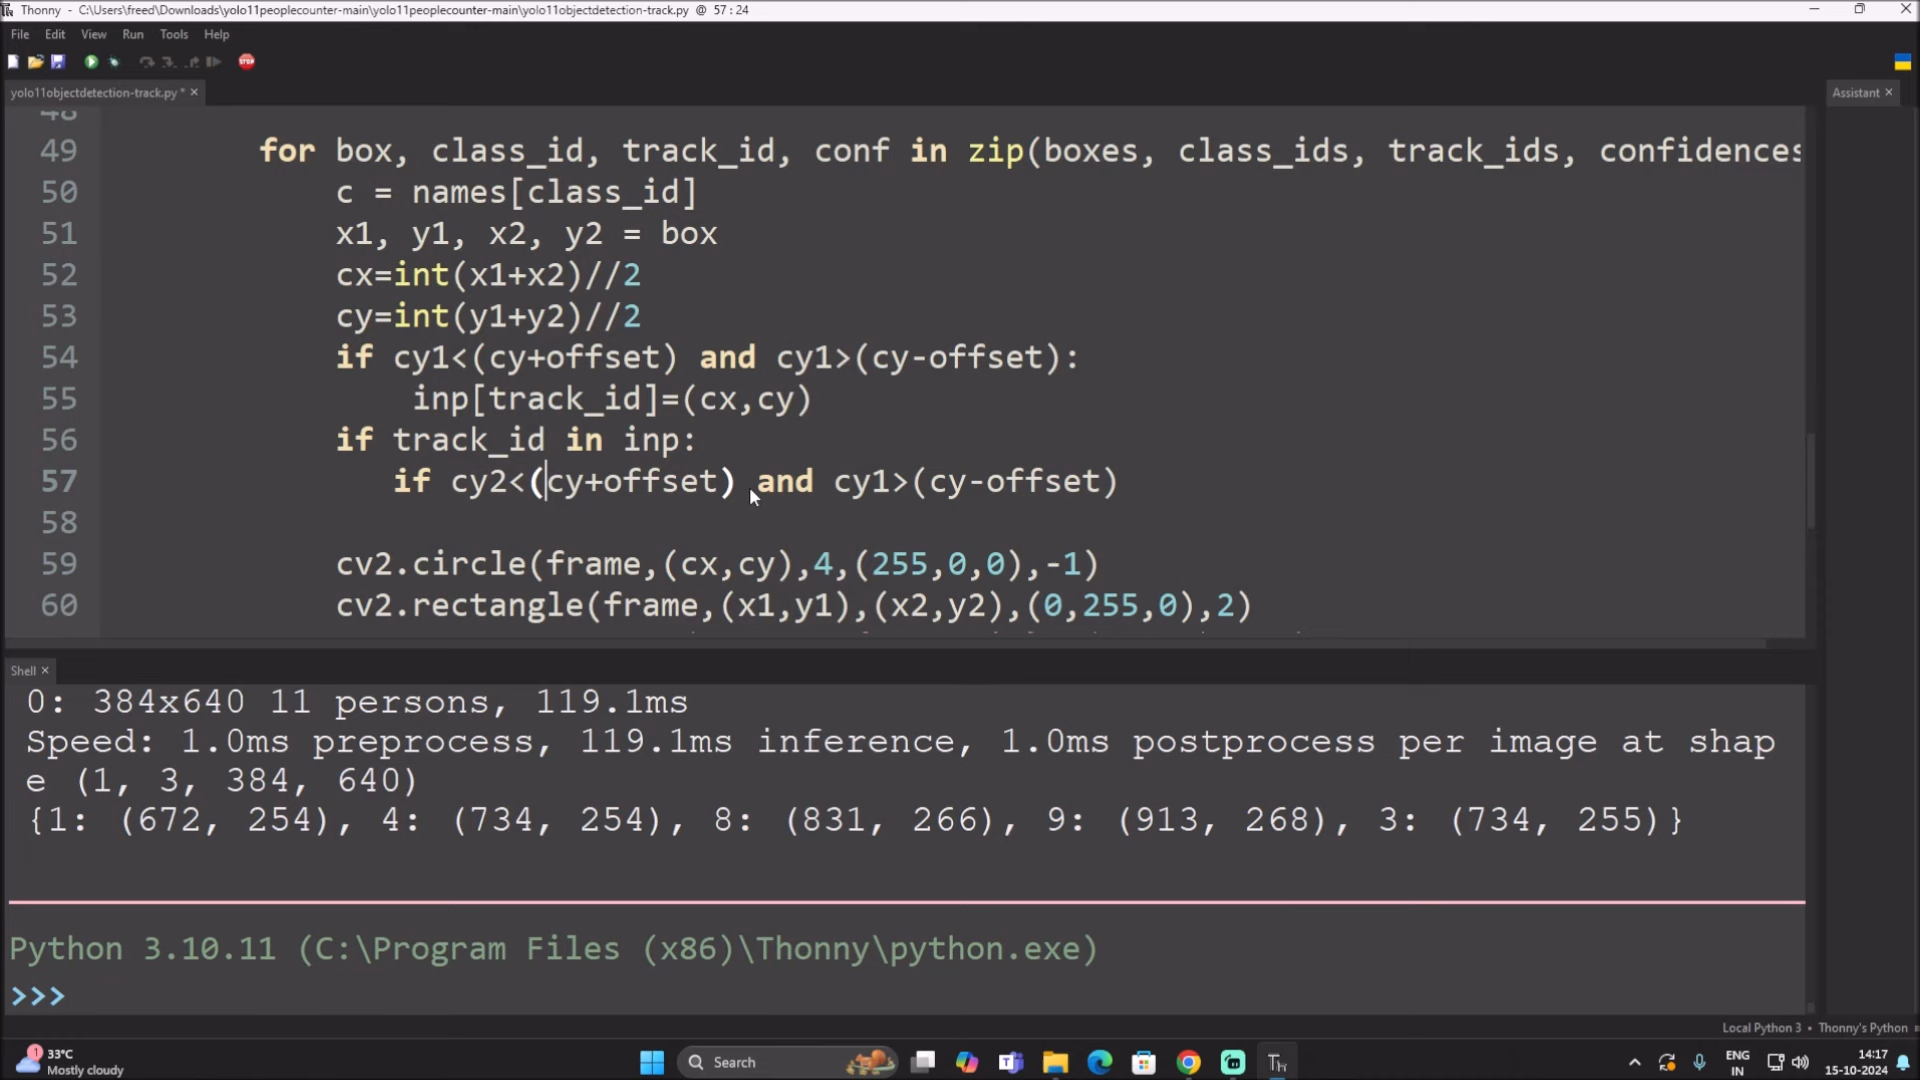 Thonny - C:\Users\freed\Downloads\yolo11peoplecounter-main\yolo11peoplecounter-main\yolo11objectdetection-track.py @ 57 : 24
File Edit View Run Tools Help
STOP
yolo11objectdetection-track.py * ×
Assistant ×
48
49 for box, class_id, track_id, conf in zip(boxes, class_ids, track_ids, confidences
50 c = names[class_id]
51 x1, y1, x2, y2 = box
52 cx=int(x1+x2)//2
53 cy=int(y1+y2)//2
54 if cy1<(cy+offset) and cy1>(cy-offset):
55 inp[track_id]=(cx,cy)
56 if track_id in inp:
57 if cy2<(cy+offset) and cy1>(cy-offset)
58
59 cv2.circle(frame,(cx,cy),4,(255,0,0),-1)
60 cv2.rectangle(frame,(x1,y1),(x2,y2),(0,255,0),2)
Shell ×
0: 384x640 11 persons, 119.1ms
Speed: 1.0ms preprocess, 119.1ms inference, 1.0ms postprocess per image at shap
e (1, 3, 384, 640)
{1: (672, 254), 4: (734, 254), 8: (831, 266), 9: (913, 268), 3: (734, 255)}
Python 3.10.11 (C:\Program Files (x86)\Thonny\python.exe)
>>>
Local Python 3 • Thonny's Python
1 33°C
Mostly cloudy
Search
ENG
IN
14:17
15-10-2024